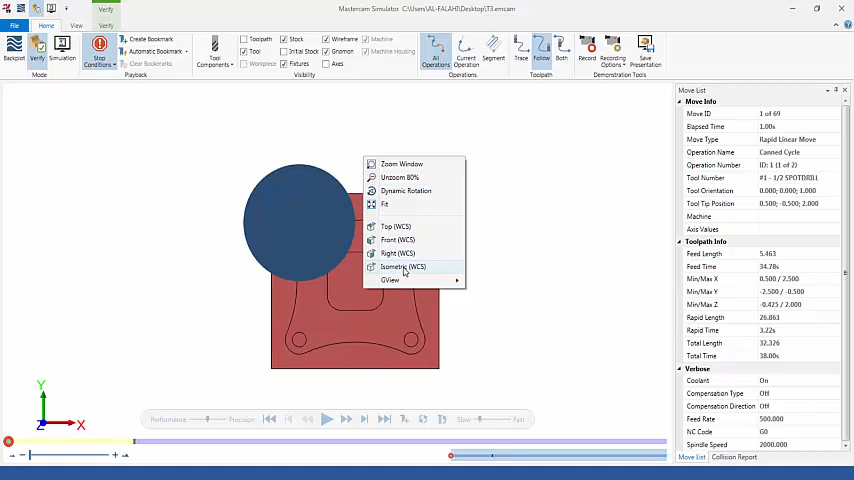 Verify
Mastercam Simulator C:\Users\AL-FALAHI\Desktop\T3.emcam
File
Home
View
Verify
Backplot
Verify
Simulation
Mode
Stop
Conditions
Create Bookmark
Automatic Bookmark
Clear Bookmarks
Playback
Tool
Components
Toolpath
Tool
Workpiece
Stock
Initial Stock
Fixtures
Wireframe
Gnomon
Axes
Machine
Machine Housing
Visibility
All
Operations
Current
Operation
Segment
Operations
Trace
Follow
Both
Toolpath
Record
Recording
Options
Save
Presentation
Demonstration Tools
Zoom Window
Unzoom 80%
Dynamic Rotation
Fit
Top (WCS)
Front (WCS)
Right (WCS)
Isometric (WCS)
GView
Y
Z
X
Performance
Precision:
Slow
Fast
Move List
Move Info
Move ID 1 of 69
Elapsed Time 1.00s
Move Type Rapid Linear Move
Operation Name Canned Cycle
Operation Number ID: 1 (1 of 2)
Tool Number #1 - 1/2 SPOTDRILL
Tool Orientation 0.000; 0.000; 1.000
Tool Tip Position 0.500; -0.500; 2.000
Machine
Axis Values
Toolpath Info
Feed Length 5.463
Feed Time 34.78s
Min/Max X 0.500 / 2.500
Min/Max Y -2.500 / -0.500
Min/Max Z -0.425 / 2.000
Rapid Length 26.863
Rapid Time 3.22s
Total Length 32.326
Total Time 38.00s
Verbose
Coolant On
Compensation Type Off
Compensation Direction Off
Feed Rate 500.000
NC Code G0
Spindle Speed 2000.000
Move List
Collision Report